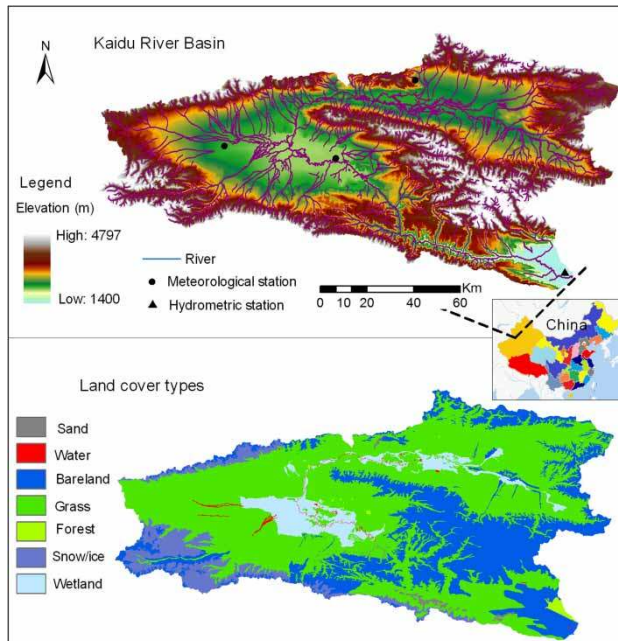 Kaidu River Basin
N
Legend
Elevation (m)
High: 4797
Low: 1400
River
Meteorological station
Hydrometric station
Km
0 10 20 40 60
China
Land cover types
Sand
Water
Bareland
Grass
Forest
Snow/ice
Wetland